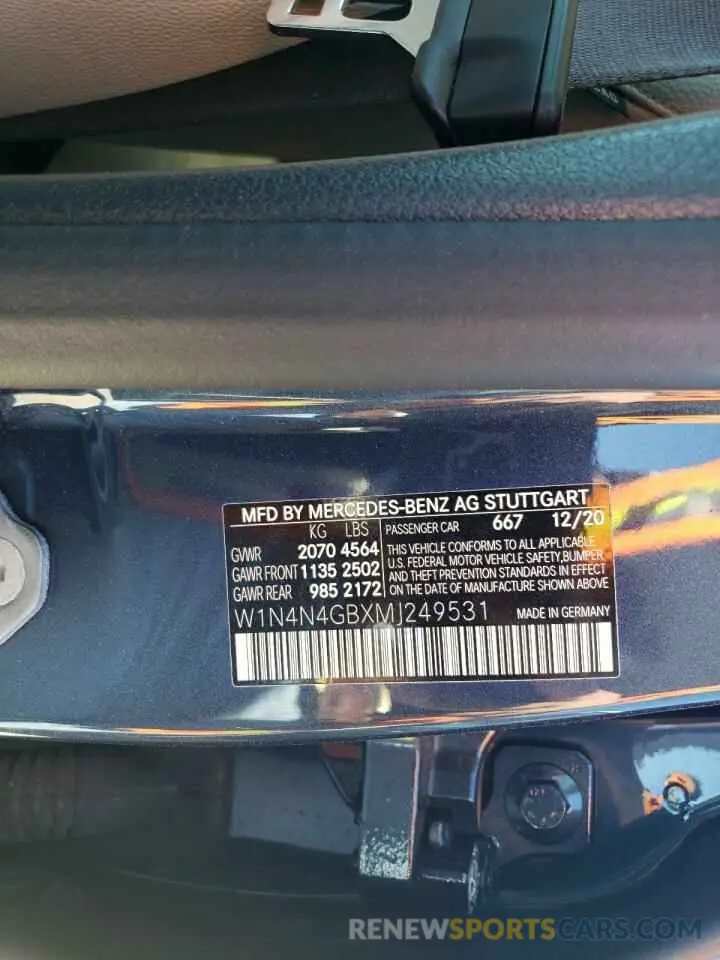 MFD BY MERCEDES-BENZ AG STUTTGART
KG LBS PASSENGER CAR 667 12/20
GVWR 2070 4564
GAWR FRONT 1135 2502
GAWR REAR 985 2172
THIS VEHICLE CONFORMS TO ALL APPLICABLE
U.S. FEDERAL MOTOR VEHICLE SAFETY, BUMPER,
AND THEFT PREVENTION STANDARDS IN EFFECT
ON THE DATE OF MANUFACTURE SHOWN ABOVE
W1N4N4GBXMJ249531 MADE IN GERMANY
RENEWSPORTSCARS.COM